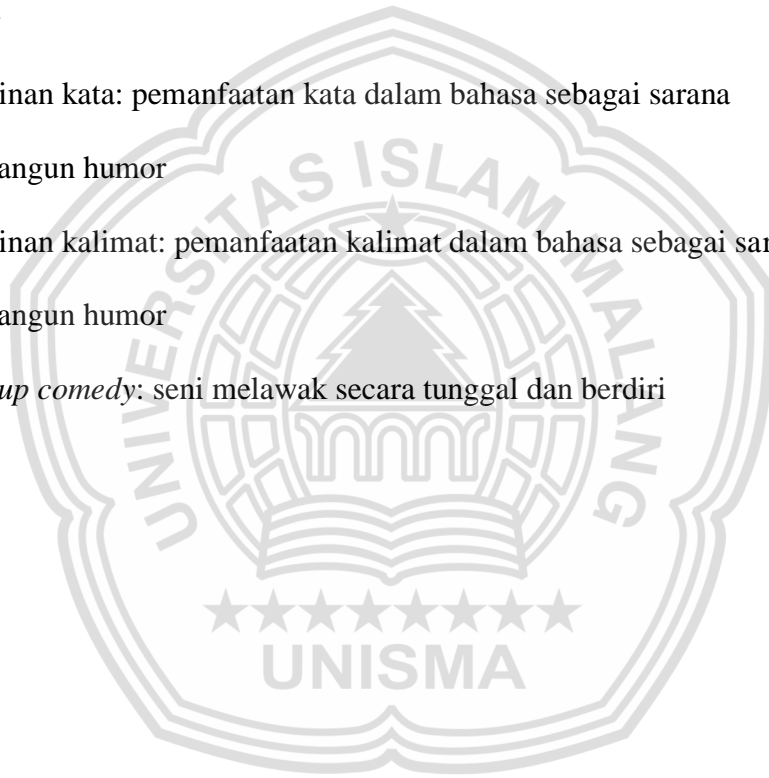 inan kata: pemanfaatan kata dalam bahasa sebagai sarana
angun humor
inan kalimat: pemanfaatan kalimat dalam bahasa sebagai sar
angun humor
up comedy: seni melawak secara tunggal dan berdiri
UNIVERSITAS ISLAM MALANG
UNISMA